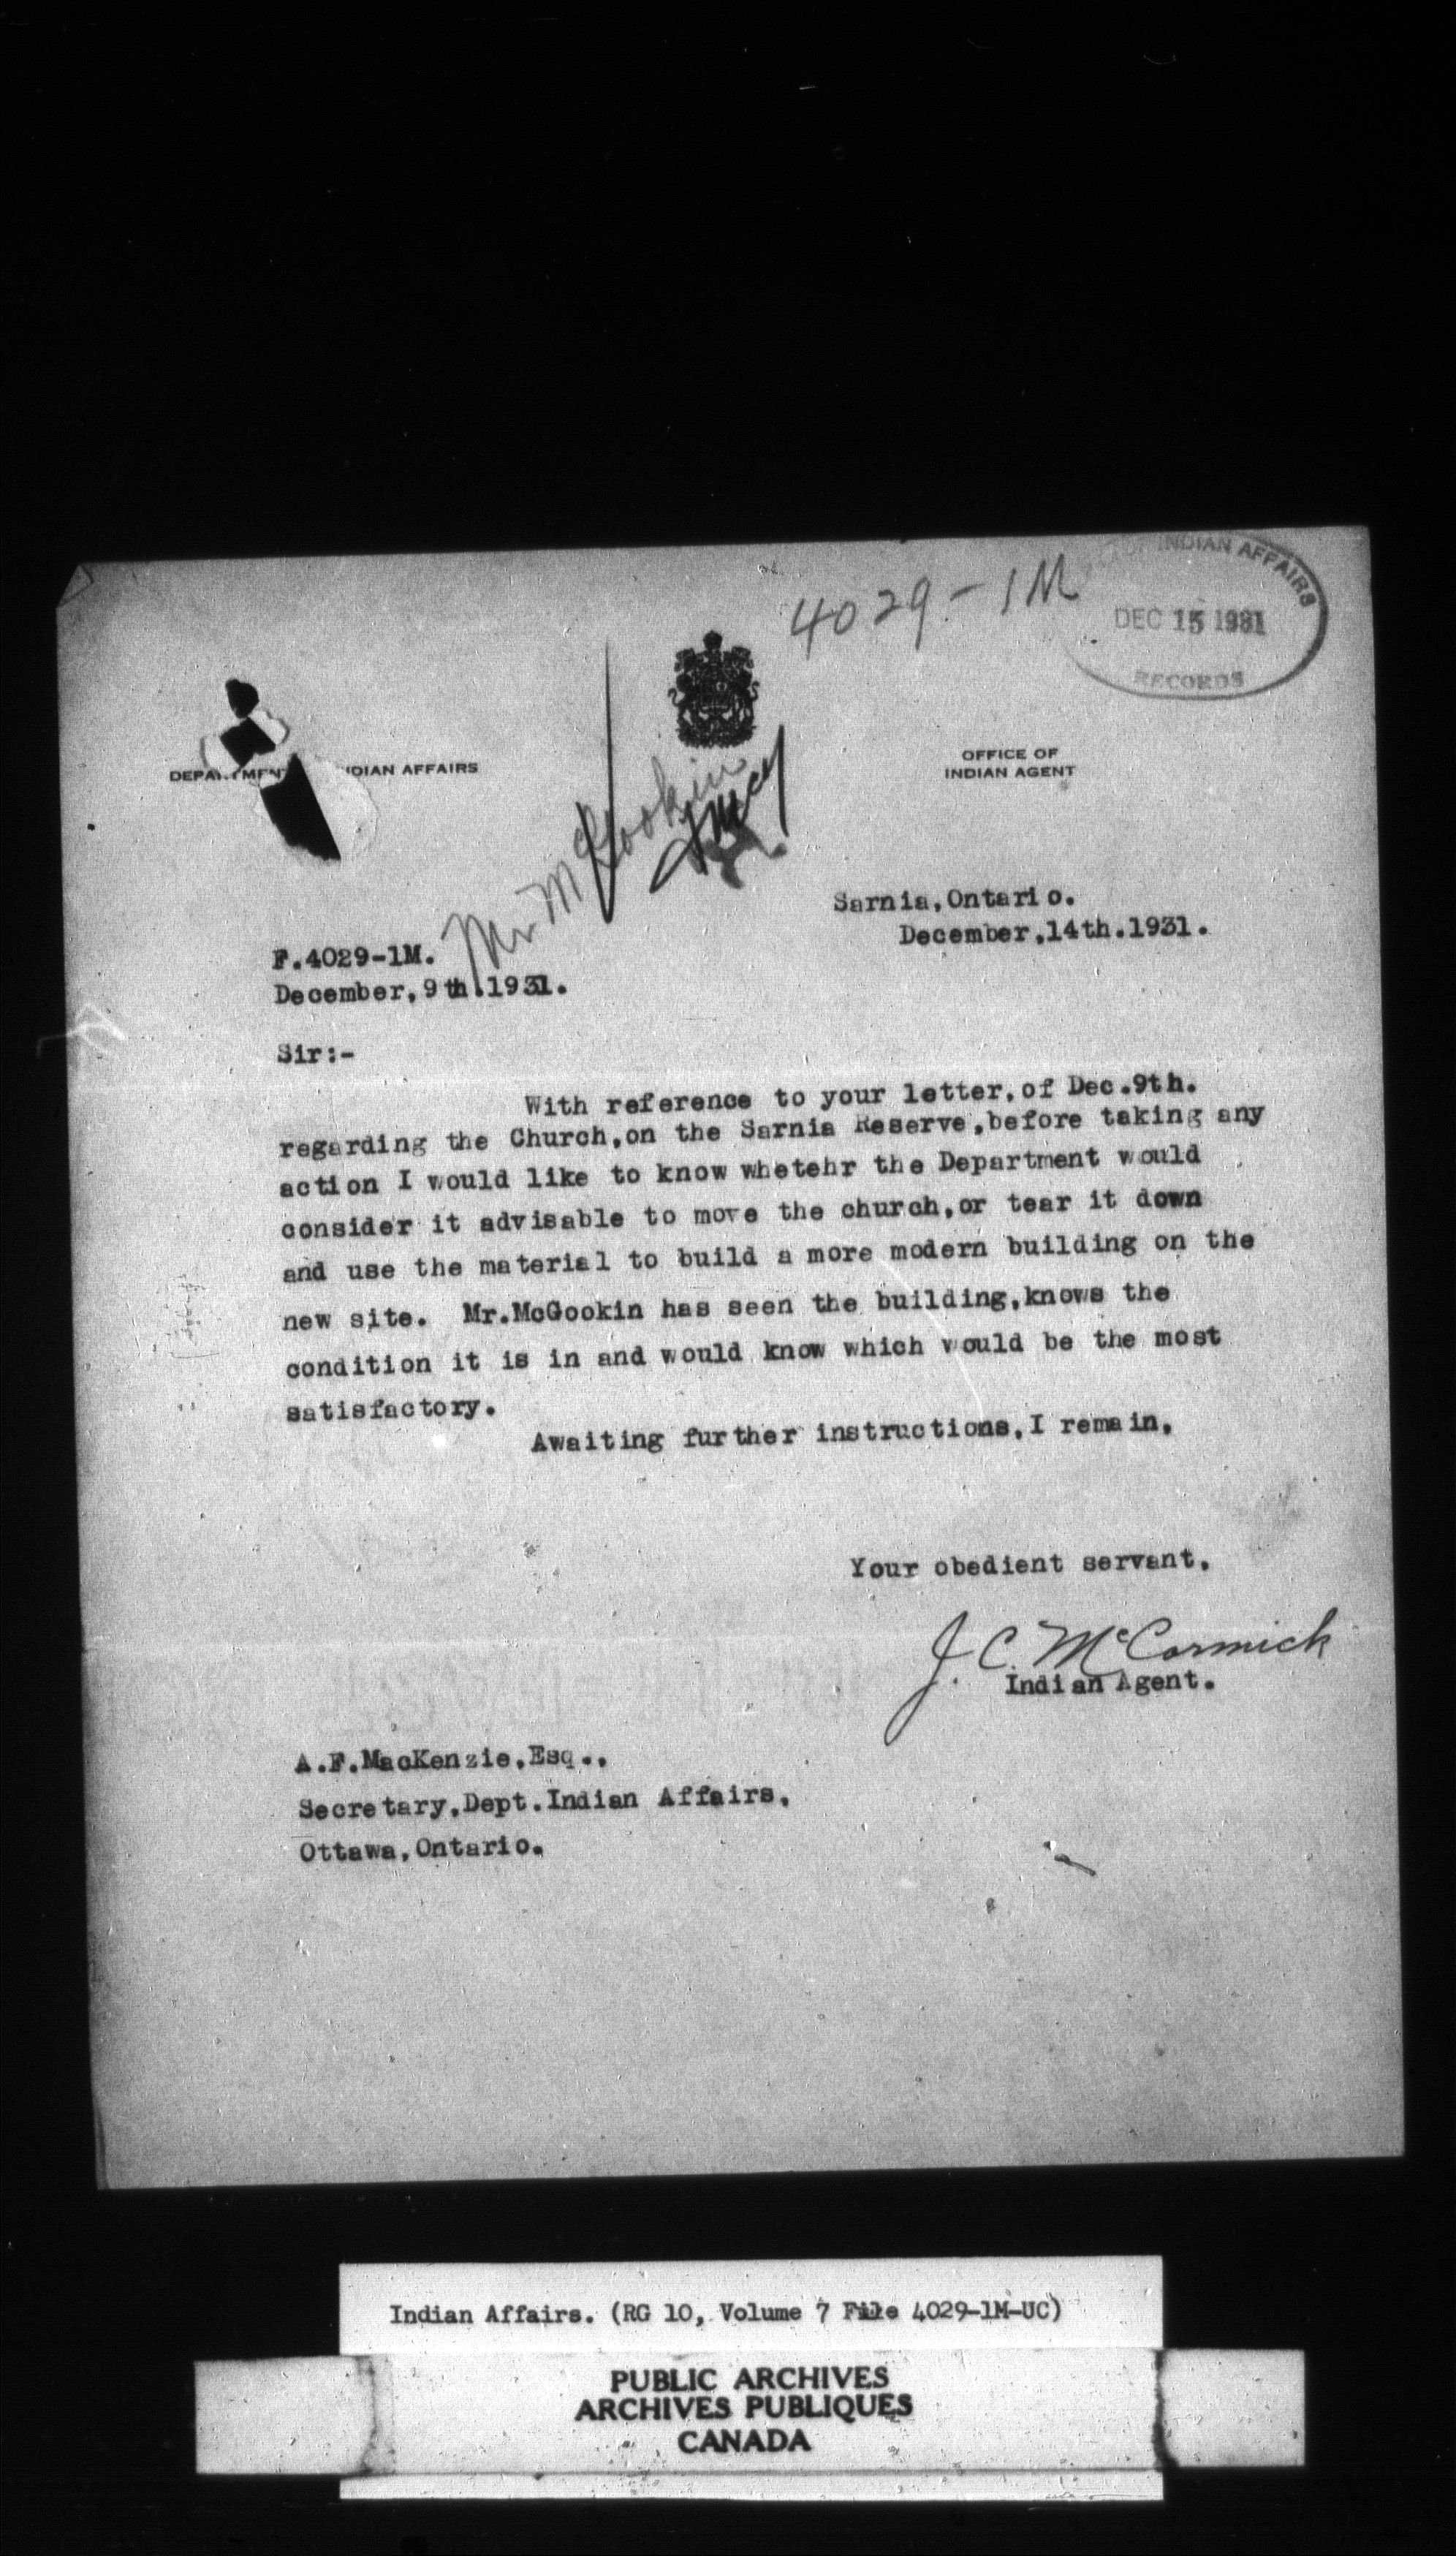 4029-1M
INDIAN AFFAIRS
DEC 15 1931
RECORDS
DEPARTMENT INDIAN AFFAIRS
OFFICE OF
INDIAN AGENT
Mr McGookin
Sarnia,Ontario.
December,14th.1931.
F.4029-1M.
December,9th.1931.
Sir:-
With reference to your letter,of Dec.9th.
regarding the Church,on the Sarnia Reserve,before taking any
action I would like to know whetehr the Department would
consider it advisable to move the church,or tear it down
and use the material to build a more modern building on the
new site. Mr.McGookin has seen the building,knows the
condition it is in and would know which would be the most
satisfactory.
Awaiting further instructions,I remain,
Your obedient servant,
J. C. McCormick
Indian Agent.
A.F.MacKenzie,Esq.,
Secretary,Dept.Indian Affairs,
Ottawa,Ontario.
Indian Affairs. (RG 10, Volume 7 File 4029-1M-UC)
PUBLIC ARCHIVES
ARCHIVES PUBLIQUES
CANADA